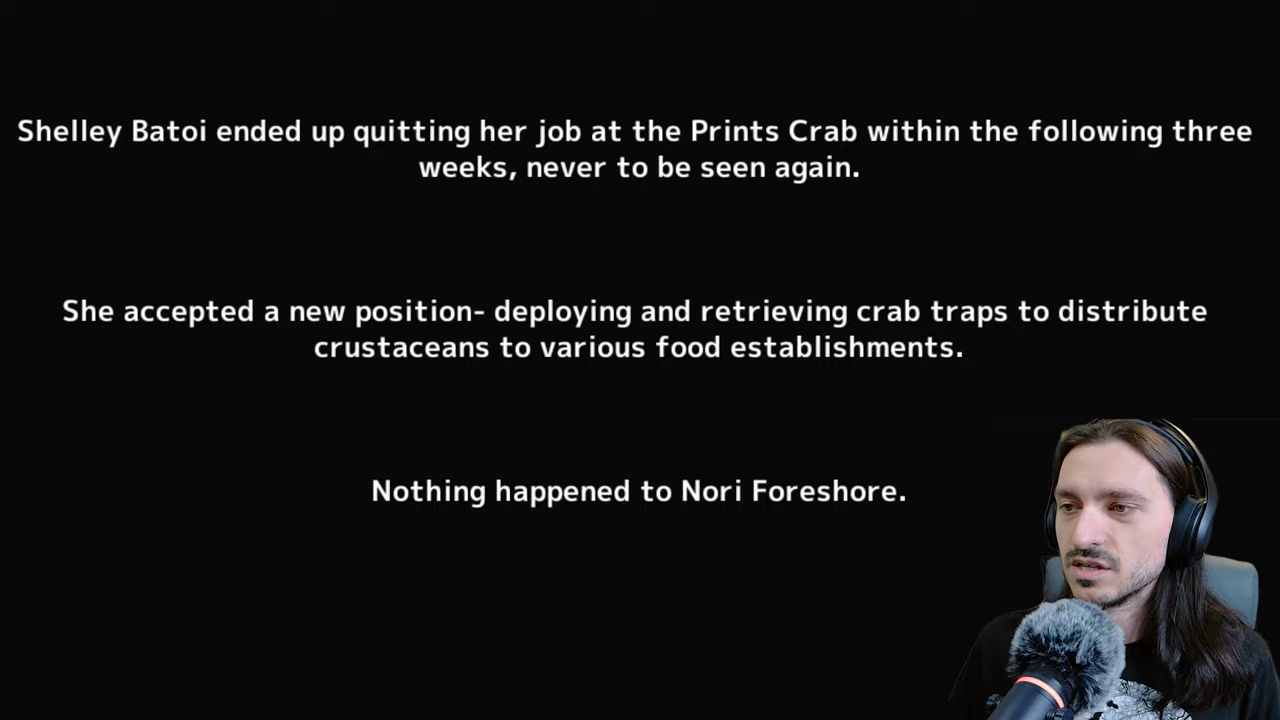 Shelley Batoi ended up quitting her job at the Prints Crab within the following three
weeks, never to be seen again.
She accepted a new position- deploying and retrieving crab traps to distribute
crustaceans to various food establishments.
Nothing happened to Nori Foreshore.